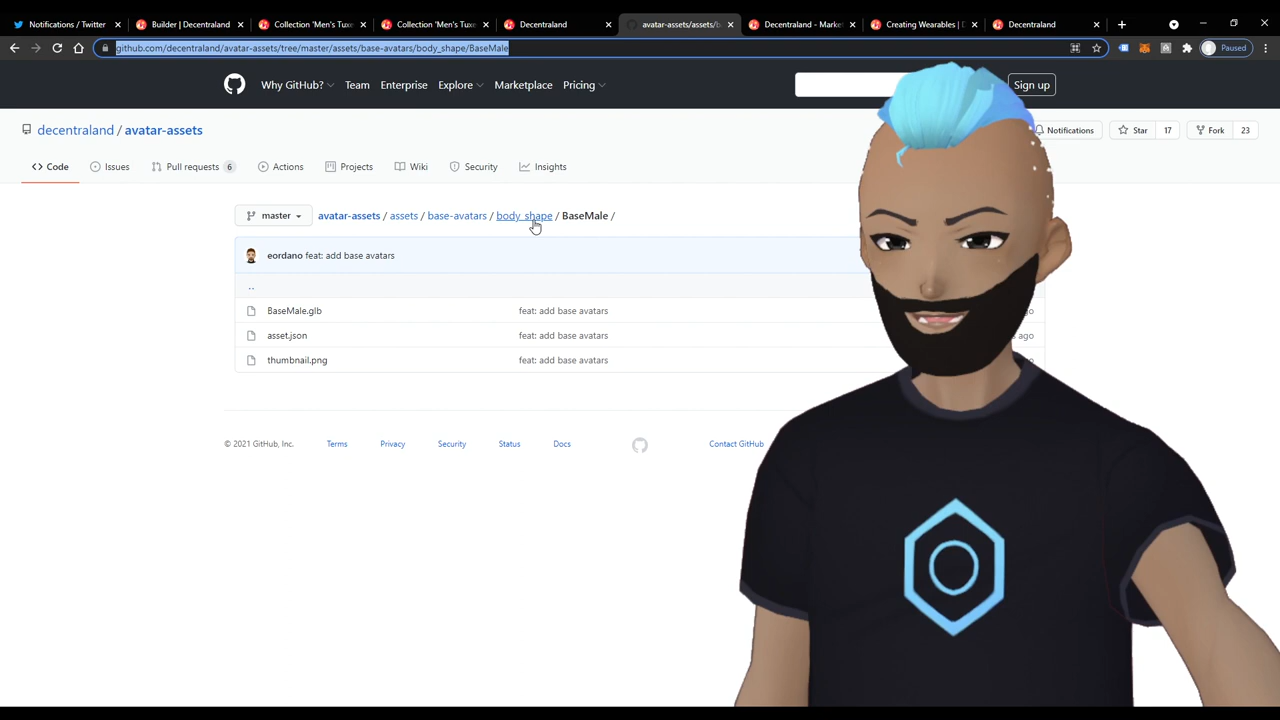 Notifications / Twitter
Builder | Decentraland
Collection 'Men's Tuxe
Collection 'Men's Tuxe
Decentraland
avatar-assets/assets/b
Decentraland - Marke
Creating Wearables | D
Decentraland
github.com/decentraland/avatar-assets/tree/master/assets/base-avatars/body_shape/BaseMale
Paused
Why GitHub? Team Enterprise Explore Marketplace Pricing
Sign up
decentraland / avatar-assets
Notifications Star 17 Fork 23
Code Issues Pull requests 6 Actions Projects Wiki Security Insights
master avatar-assets / assets / base-avatars / body_shape / BaseMale /
eordano feat: add base avatars
..
BaseMale.glb feat: add base avatars go
asset.json feat: add base avatars ago
thumbnail.png feat: add base avatars
© 2021 GitHub, Inc. Terms Privacy Security Status Docs Contact GitHub